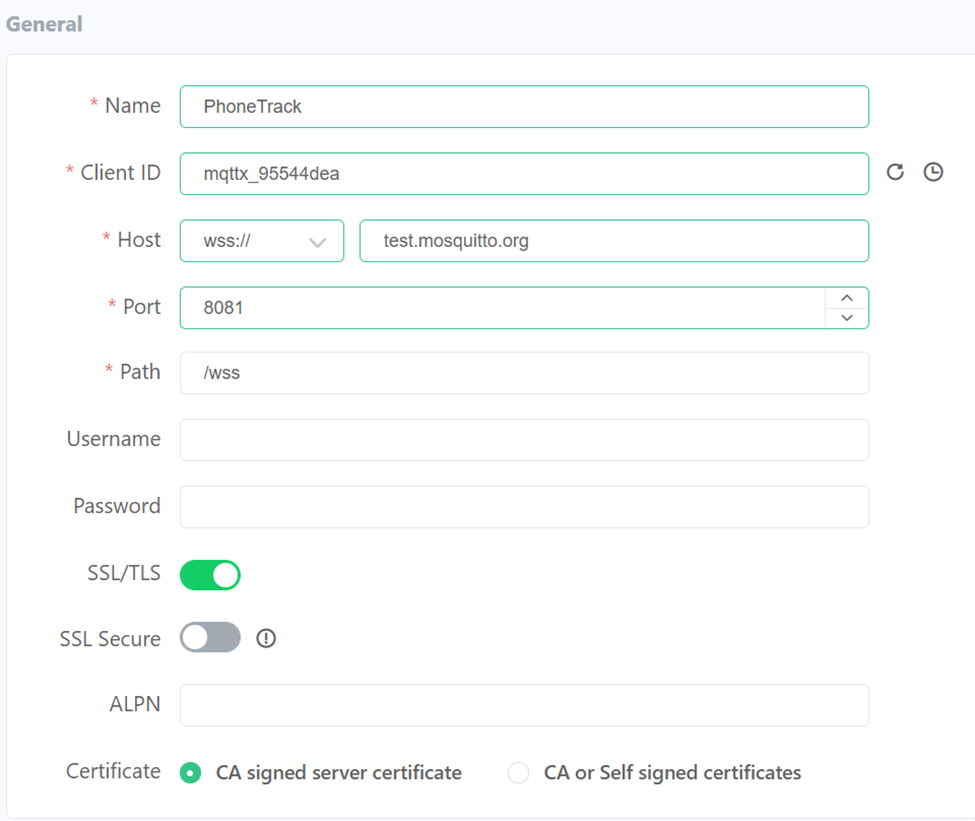 General
* Name PhoneTrack
* Client ID mqttx_95544dea
* Host wss:// test.mosquitto.org
* Port 8081
* Path /wss
Username
Password
SSL/TLS
SSL Secure
ALPN
Certificate CA signed server certificate CA or Self signed certificates